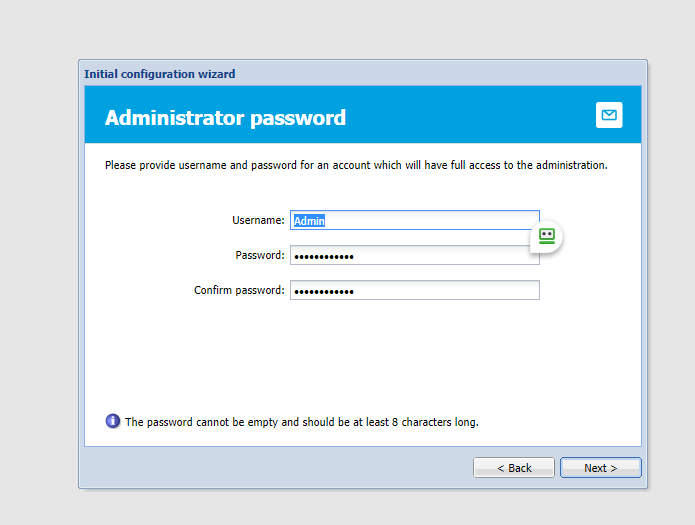 Initial configuration wizard
Administrator password
Please provide username and password for an account which will have full access to the administration.
Username: Admin
Password: ••••••••••••
Confirm password: ••••••••••••
The password cannot be empty and should be at least 8 characters long.
< Back Next >